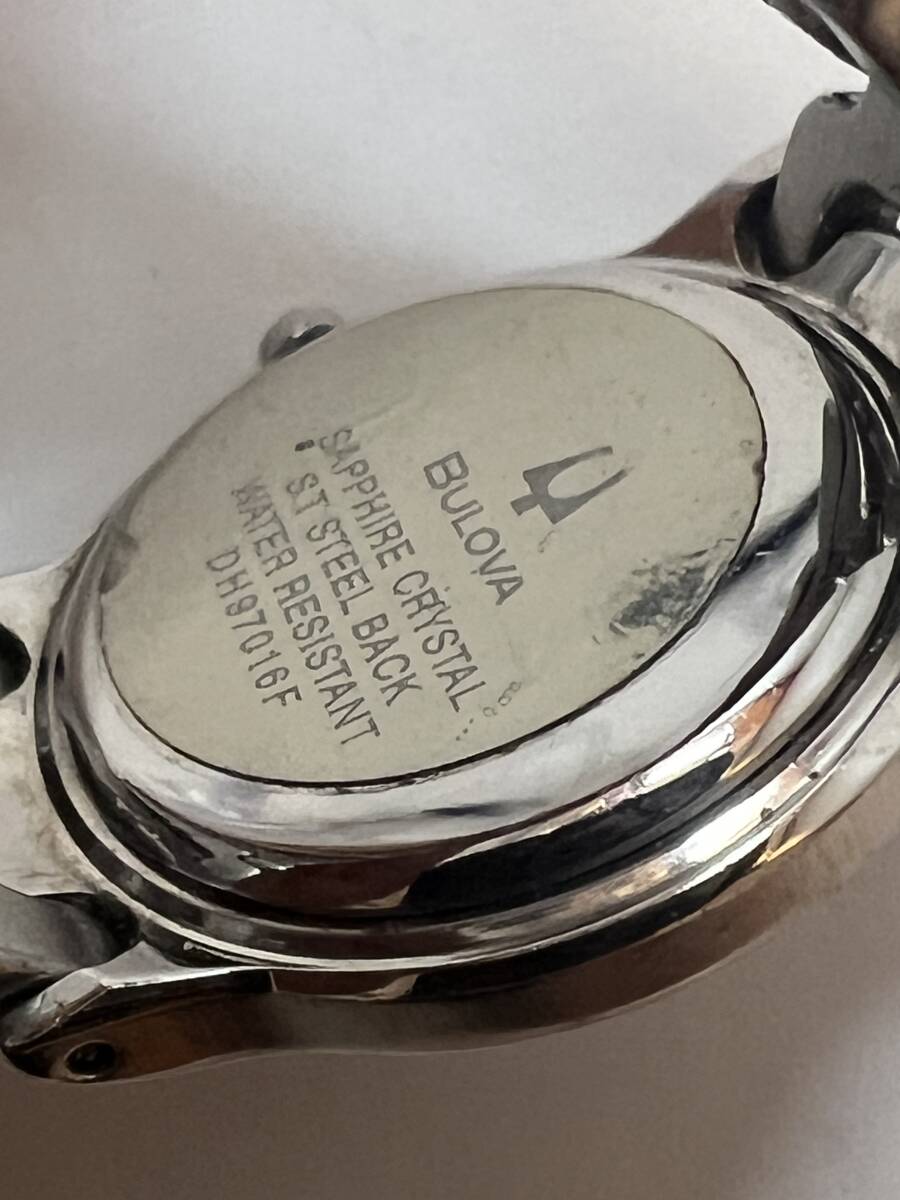 BULOVA
SAPPHIRE CRYSTAL
ST STEEL BACK
WATER RESISTANT
DH97016F